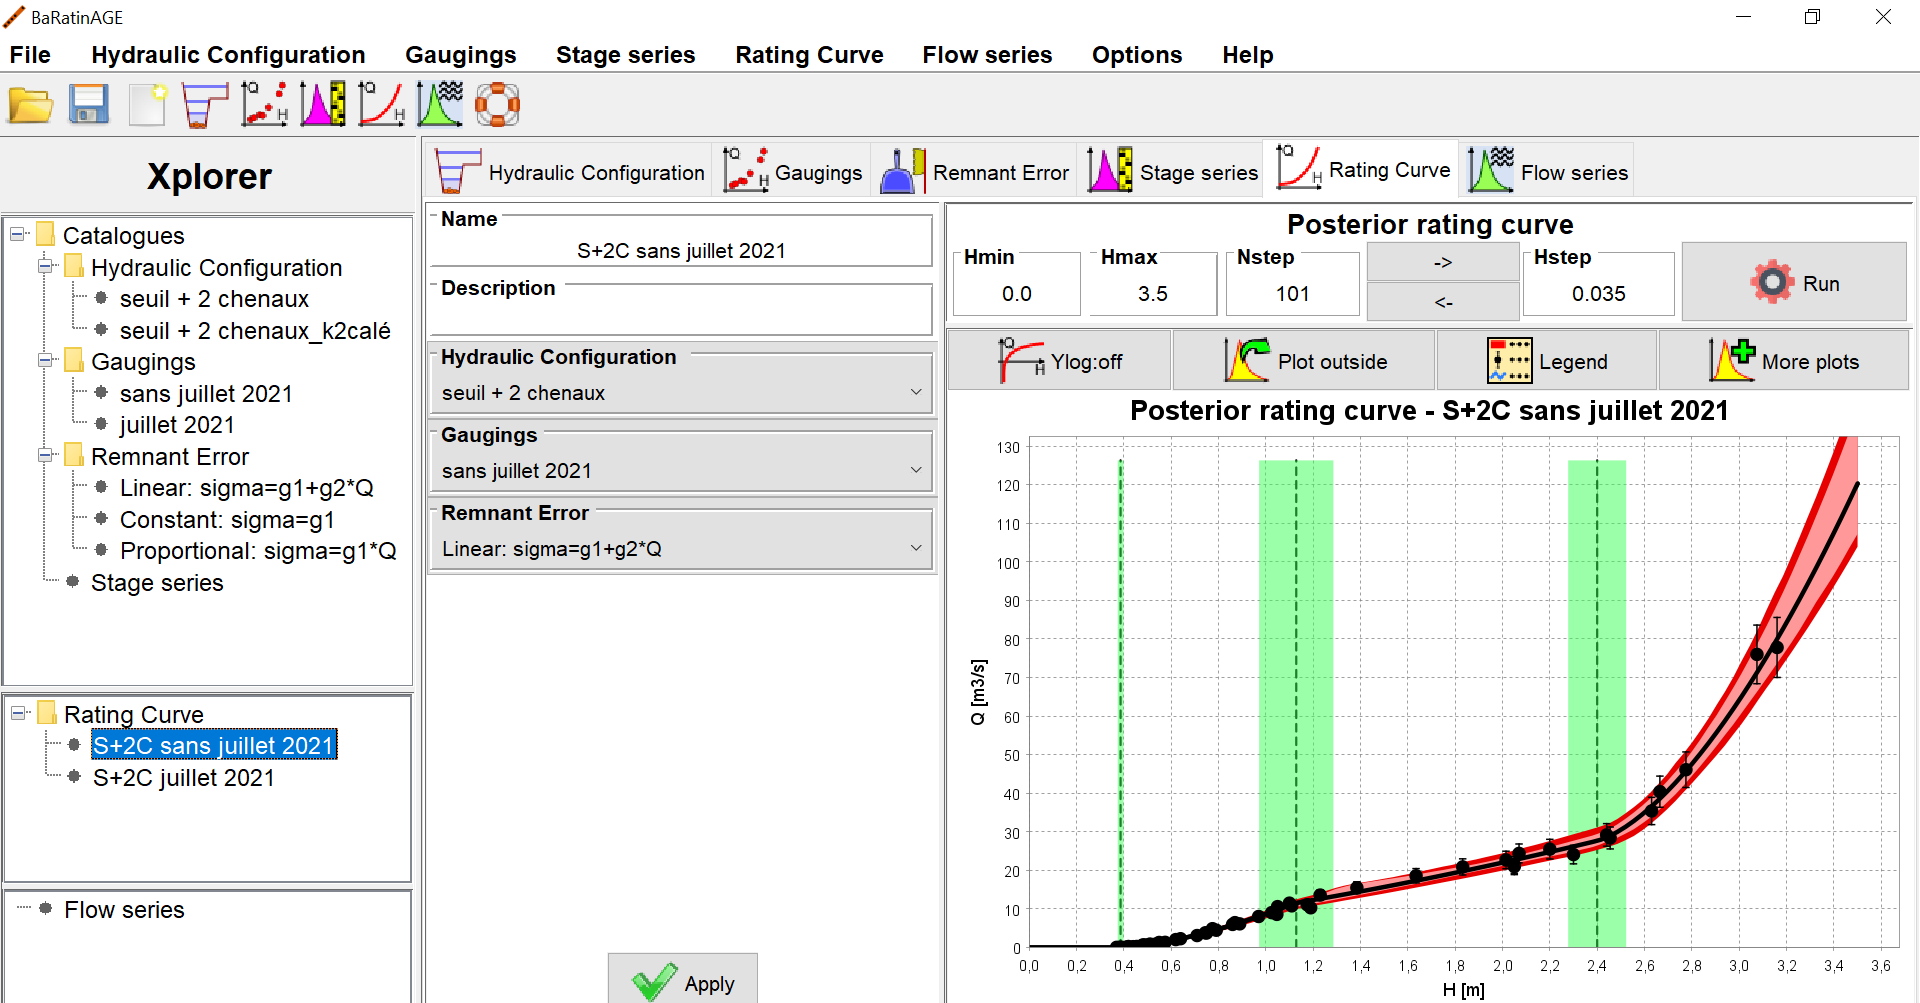 BaRatinAGE
File Hydraulic Configuration Gaugings Stage series Rating Curve Flow series Options Help
Xplorer
Catalogues
Hydraulic Configuration
seuil + 2 chenaux
seuil + 2 chenaux_k2calé
Gaugings
sans juillet 2021
juillet 2021
Remnant Error
Linear: sigma=g1+g2*Q
Constant: sigma=g1
Proportional: sigma=g1*Q
Stage series
Rating Curve
S+2C sans juillet 2021
S+2C juillet 2021
Flow series
Hydraulic Configuration Gaugings Remnant Error Stage series Rating Curve Flow series
Name
S+2C sans juillet 2021
Description
Hydraulic Configuration
seuil + 2 chenaux
Gaugings
sans juillet 2021
Remnant Error
Linear: sigma=g1+g2*Q
Apply
Posterior rating curve
Hmin Hmax Nstep -> Hstep
0.0 3.5 101 <- 0.035 Run
Ylog:off Plot outside Legend More plots
Posterior rating curve - S+2C sans juillet 2021
130
120
110
100
90
80
70
60
50
40
30
20
10
0
Q [m3/s]
0,0 0,2 0,4 0,6 0,8 1,0 1,2 1,4 1,6 1,8 2,0 2,2 2,4 2,6 2,8 3,0 3,2 3,4 3,6
H [m]